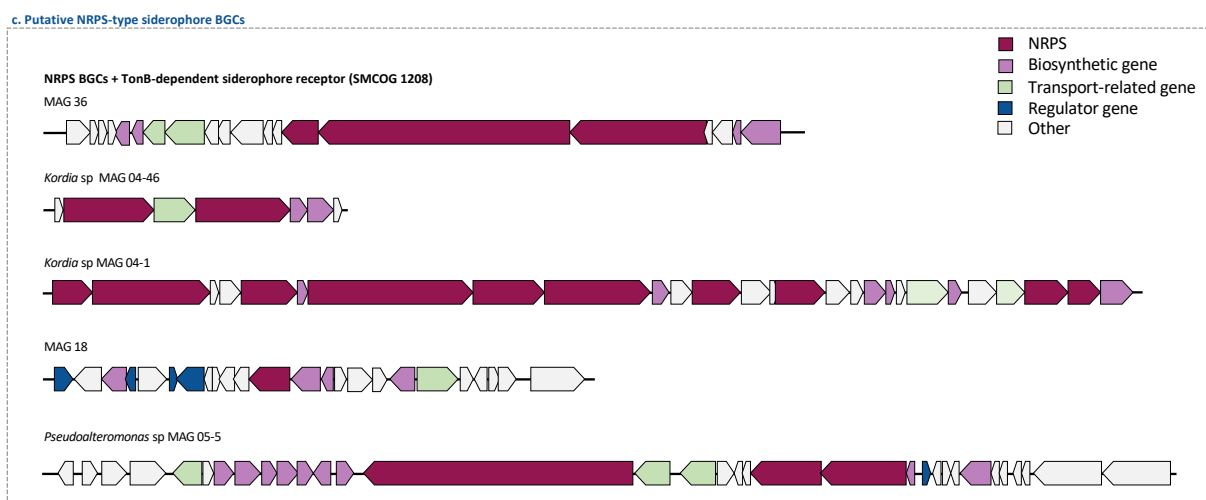 c. Putative NRPS-type siderophore BGCs
NRPS
Biosynthetic gene
Transport-related gene
Regulator gene
Other
NRPS BGCs + TonB-dependent siderophore receptor (SMCOG 1208)
MAG 36
Kordia sp MAG 04-46
Kordia sp MAG 04-1
MAG 18
Pseudoalteromonas sp MAG 05-5